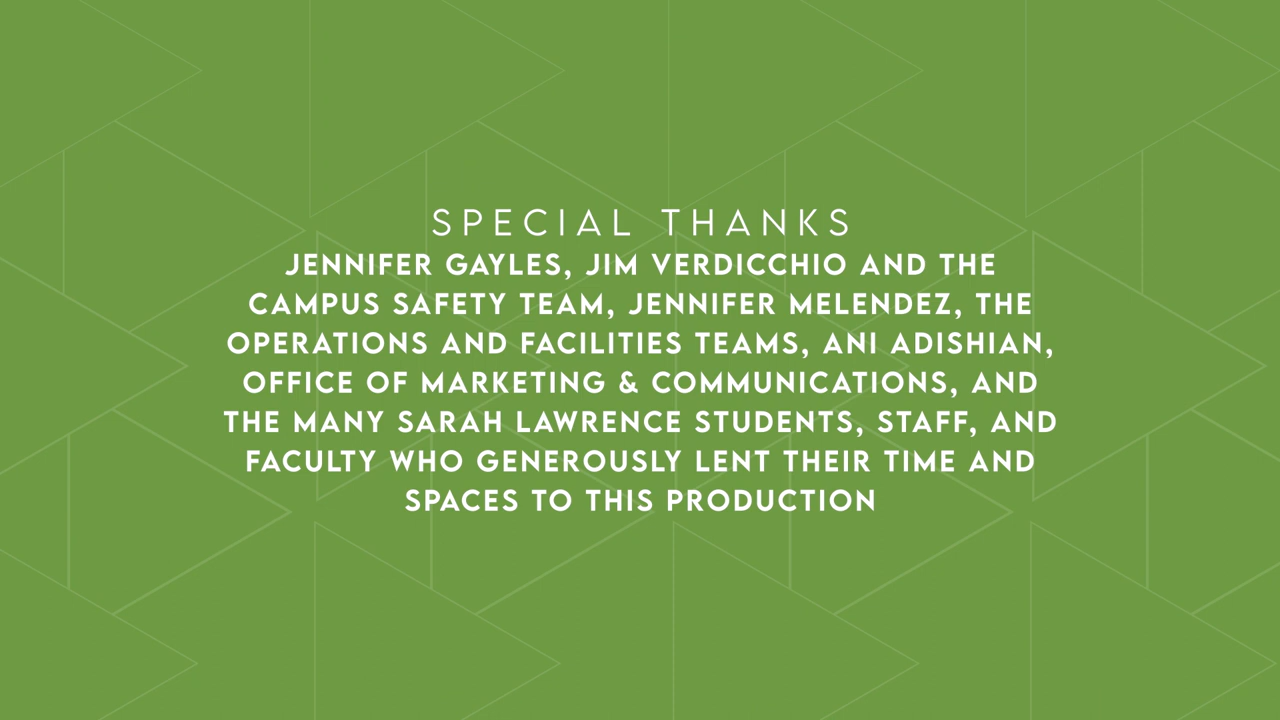 SPECIAL THANKS
JENNIFER GAYLES, JIM VERDICCHIO AND THE
CAMPUS SAFETY TEAM, JENNIFER MELENDEZ, THE
OPERATIONS AND FACILITIES TEAMS, ANI ADISHIAN,
OFFICE OF MARKETING & COMMUNICATIONS, AND
THE MANY SARAH LAWRENCE STUDENTS, STAFF, AND
FACULTY WHO GENEROUSLY LENT THEIR TIME AND
SPACES TO THIS PRODUCTION